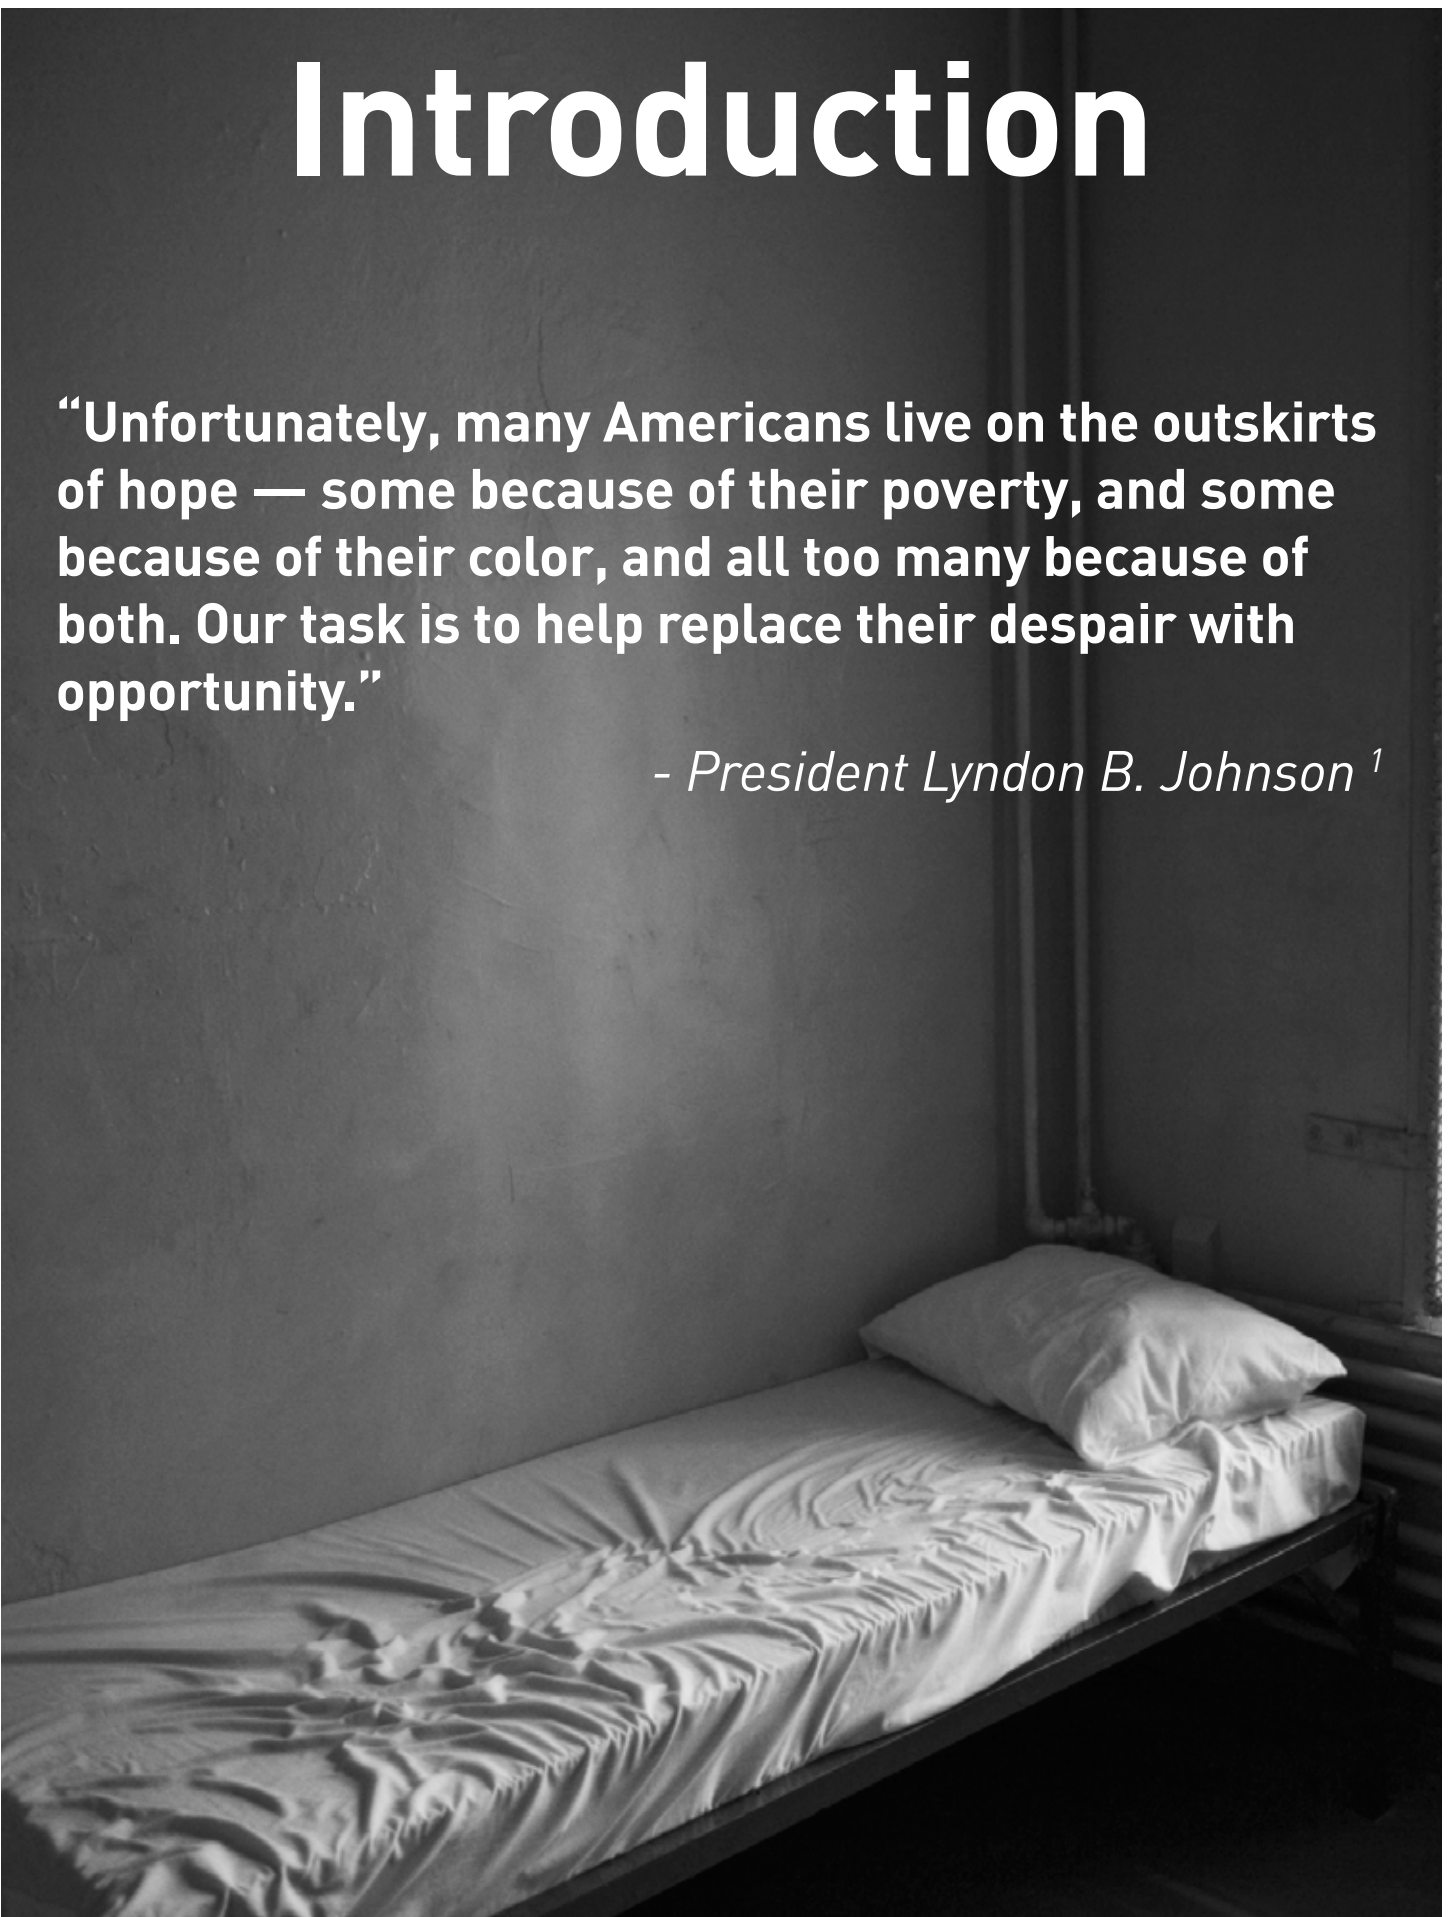 Introduction
“Unfortunately, many Americans live on the outskirts
of hope — some because of their poverty, and some
because of their color, and all too many because of
both. Our task is to help replace their despair with
opportunity.”
- President Lyndon B. Johnson 1